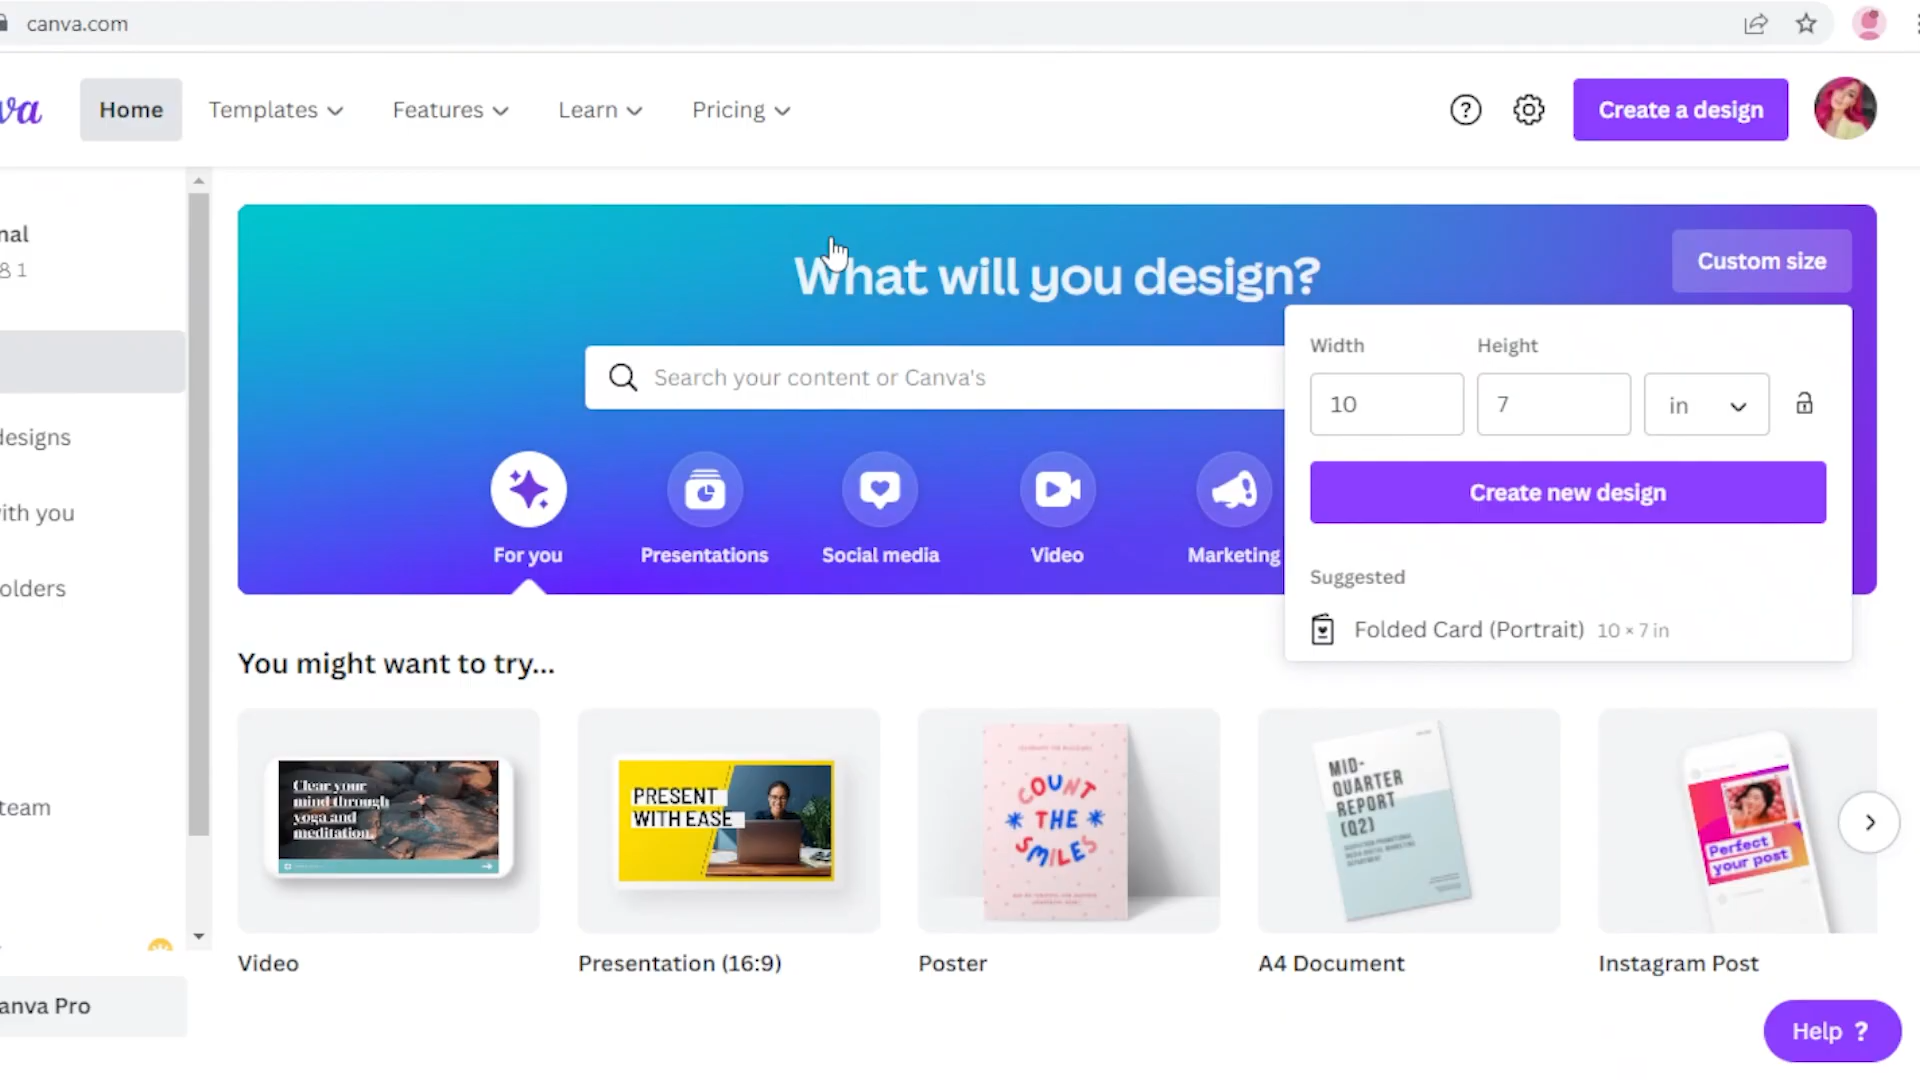 canva.com
va
Home
Templates
Features
Learn
Pricing
?
Create a design
nal
8 1
What will you design?
Custom size
Width
Height
Search your content or Canva's
10
7
in
Create new design
designs
with you
olders
For you
Presentations
Social media
Video
Marketing
Suggested
Folded Card (Portrait) 10 × 7 in
You might want to try...
Clear your
mind through
yoga and
meditation.
PRESENT
WITH EASE
COUNT
THE
SMILES
MID-
QUARTER
REPORT
(Q2)
Perfect
your post
team
Video
Presentation (16:9)
Poster
A4 Document
Instagram Post
anva Pro
Help ?